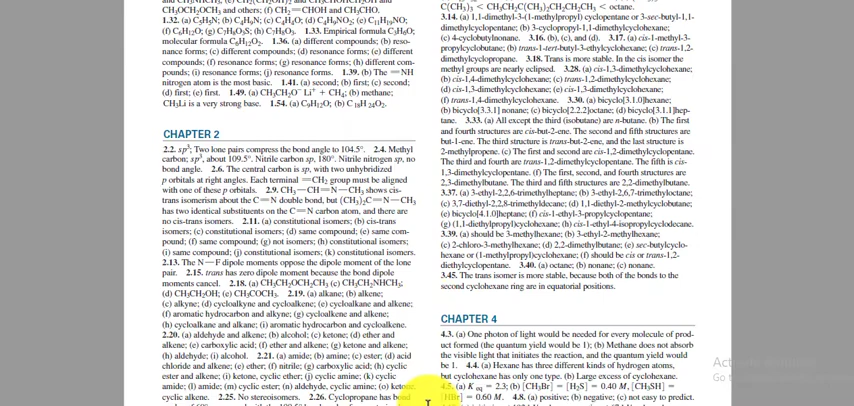 CH₃OCH₂OCH₃ and others; (f) CH₂=CHOH and CH₃CHO.
1.32. (a) C₅H₅N; (b) C₄H₉N; (c) C₄H₄O; (d) C₄H₉NO₂; (e) C₁₁H₁₉NO;
(f) C₆H₁₂O; (g) C₇H₈O₃S; (h) C₇H₈O₃. 1.33. Empirical formula C₃H₆O;
molecular formula C₆H₁₂O₂. 1.36. (a) different compounds; (b) reso-
nance forms; (c) different compounds; (d) resonance forms; (e) different
compounds; (f) resonance forms; (g) resonance forms; (h) different com-
pounds; (i) resonance forms; (j) resonance forms. 1.39. (b) The =NH
nitrogen atom is the most basic. 1.41. (a) second; (b) first; (c) second;
(d) first; (e) first. 1.49. (a) CH₃CH₂O⁻ Li⁺ + CH₄; (b) methane;
CH₃Li is a very strong base. 1.54. (a) C₉H₁₂O; (b) C₁₈H₂₄O₂.
CHAPTER 2
2.2. sp³; Two lone pairs compress the bond angle to 104.5°. 2.4. Methyl
carbon; sp³, about 109.5°. Nitrile carbon sp, 180°. Nitrile nitrogen sp, no
bond angle. 2.6. The central carbon is sp, with two unhybridized
p orbitals at right angles. Each terminal =CH₂ group must be aligned
with one of these p orbitals. 2.9. CH₃—CH=N—CH₃ shows cis-
trans isomerism about the C=N double bond, but (CH₃)₂C=N—CH₃
has two identical substituents on the C=N carbon atom, and there are
no cis-trans isomers. 2.11. (a) constitutional isomers; (b) cis-trans
isomers; (c) constitutional isomers; (d) same compound; (e) same com-
pound; (f) same compound; (g) not isomers; (h) constitutional isomers;
(i) same compound; (j) constitutional isomers; (k) constitutional isomers.
2.13. The N—F dipole moments oppose the dipole moment of the lone
pair. 2.15. trans has zero dipole moment because the bond dipole
moments cancel. 2.18. (a) CH₃CH₂OCH₂CH₃ (c) CH₃CH₂NHCH₃;
(d) CH₃CH₂OH; (e) CH₃COCH₃. 2.19. (a) alkane; (b) alkene;
(c) alkyne; (d) cycloalkyne and cycloalkene; (e) cycloalkane and alkene;
(f) aromatic hydrocarbon and alkyne; (g) cycloalkene and alkene;
(h) cycloalkane and alkane; (i) aromatic hydrocarbon and cycloalkene.
2.20. (a) aldehyde and alkene; (b) alcohol; (c) ketone; (d) ether and
alkene; (e) carboxylic acid; (f) ether and alkene; (g) ketone and alkene;
(h) aldehyde; (i) alcohol. 2.21. (a) amide; (b) amine; (c) ester; (d) acid
chloride and alkene; (e) ether; (f) nitrile; (g) carboxylic acid; (h) cyclic
ester and alkene; (i) ketone, cyclic ether; (j) cyclic amine; (k) cyclic
amide; (l) amide; (m) cyclic ester; (n) aldehyde, cyclic amine; (o) ketone,
cyclic alkene. 2.25. No stereoisomers. 2.26. Cyclopropane has bond
C(CH₃)₃ < CH₃CH₂C(CH₃)₂CH₂CH₂CH₃ < octane.
3.14. (a) 1,1-dimethyl-3-(1-methylpropyl) cyclopentane or 3-sec-butyl-1,1-
dimethylcyclopentane; (b) 3-cyclopropyl-1,1-dimethylcyclohexane;
(c) 4-cyclobutylnonane. 3.16. (b), (c), and (d). 3.17. (a) cis-1-methyl-3-
propylcyclobutane; (b) trans-1-tert-butyl-3-ethylcyclohexane; (c) trans-1,2-
dimethylcyclopropane. 3.18. Trans is more stable. In the cis isomer the
methyl groups are nearly eclipsed. 3.28. (a) cis-1,3-dimethylcyclohexane;
(b) cis-1,4-dimethylcyclohexane; (c) trans-1,2-dimethylcyclohexane;
(d) cis-1,3-dimethylcyclohexane; (e) cis-1,3-dimethylcyclohexane;
(f) trans-1,4-dimethylcyclohexane. 3.30. (a) bicyclo[3.1.0]hexane;
(b) bicyclo[3.3.1] nonane; (c) bicyclo[2.2.2]octane; (d) bicyclo[3.1.1]hep-
tane. 3.33. (a) All except the third (isobutane) are n-butane. (b) The first
and fourth structures are cis-but-2-ene. The second and fifth structures are
but-1-ene. The third structure is trans-but-2-ene, and the last structure is
2-methylpropene. (c) The first and second are cis-1,2-dimethylcyclopentane.
The third and fourth are trans-1,2-dimethylcyclopentane. The fifth is cis-
1,3-dimethylcyclopentane. (f) The first, second, and fourth structures are
2,3-dimethylbutane. The third and fifth structures are 2,2-dimethylbutane.
3.37. (a) 3-ethyl-2,2,6-trimethylheptane; (b) 3-ethyl-2,6,7-trimethyloctane;
(c) 3,7-diethyl-2,2,8-trimethyldecane; (d) 1,1-diethyl-2-methylcyclobutane;
(e) bicyclo[4.1.0]heptane; (f) cis-1-ethyl-3-propylcyclopentane;
(g) (1,1-diethylpropyl)cyclohexane; (h) cis-1-ethyl-4-isopropylcyclodecane.
3.39. (a) should be 3-methylhexane; (b) 3-ethyl-2-methylhexane;
(c) 2-chloro-3-methylhexane; (d) 2,2-dimethylbutane; (e) sec-butylcyclo-
hexane or (1-methylpropyl)cyclohexane; (f) should be cis or trans-1,2-
diethylcyclopentane. 3.40. (a) octane; (b) nonane; (c) nonane.
3.45. The trans isomer is more stable, because both of the bonds to the
second cyclohexane ring are in equatorial positions.
CHAPTER 4
4.3. (a) One photon of light would be needed for every molecule of prod-
uct formed (the quantum yield would be 1); (b) Methane does not absorb
the visible light that initiates the reaction, and the quantum yield would
be 1. 4.4. (a) Hexane has three different kinds of hydrogen atoms,
but cyclohexane has only one type. (b) Large excess of cyclohexane.
4.5. (a) Keq = 2.3; (b) [CH₃Br] = [H₂S] = 0.40 M, [CH₃SH] =
[HBr] = 0.60 M. 4.8. (a) positive; (b) negative; (c) not easy to predict.